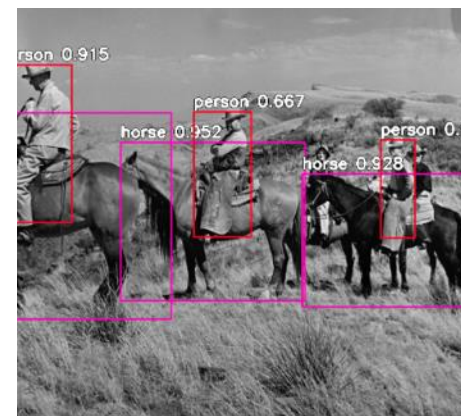 rson 0.915
person 0.667
horse 0.952
person 0.
horse 0.928